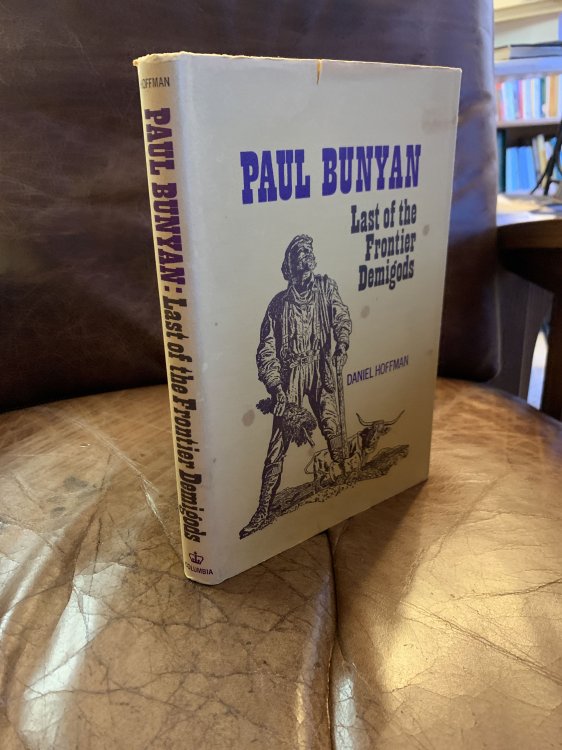 HOFFMAN
PAUL BUNYAN: Last of the Frontier Demigods
COLUMBIA
PAUL BUNYAN
Last of the
Frontier
Demigods
DANIEL HOFFMAN